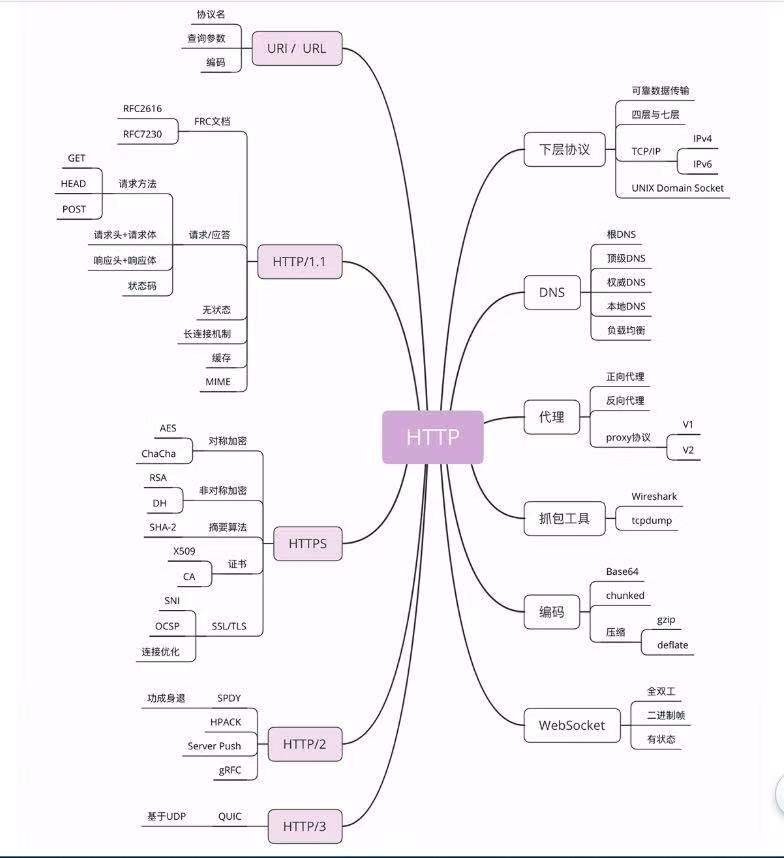 HTTP
URI / URL
协议名
查询参数
编码
HTTP/1.1
FRC文档
RFC2616
RFC7230
请求/应答
请求方法
GET
HEAD
POST
请求头+请求体
响应头+响应体
状态码
无状态
长连接机制
缓存
MIME
HTTPS
对称加密
AES
ChaCha
非对称加密
RSA
DH
摘要算法
SHA-2
证书
X509
CA
SSL/TLS
SNI
OCSP
连接优化
HTTP/2
SPDY
功成身退
HPACK
Server Push
gRFC
HTTP/3
QUIC
基于UDP
下层协议
可靠数据传输
四层与七层
TCP/IP
IPv4
IPv6
UNIX Domain Socket
DNS
根DNS
顶级DNS
权威DNS
本地DNS
负载均衡
代理
正向代理
反向代理
proxy协议
V1
V2
抓包工具
Wireshark
tcpdump
编码
Base64
chunked
压缩
gzip
deflate
WebSocket
全双工
二进制帧
有状态